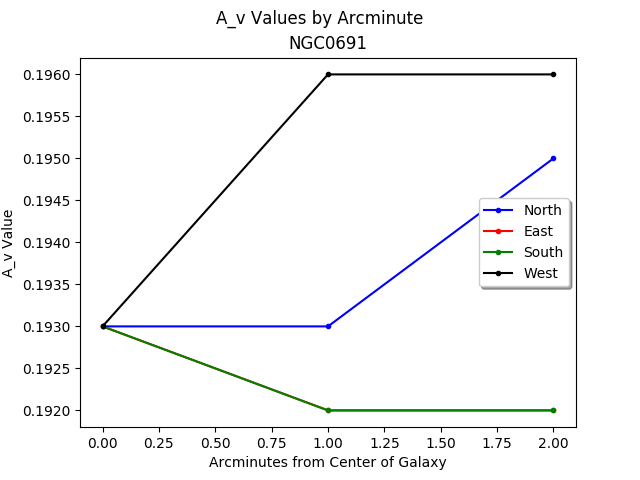 A_v Values by Arcminute
NGC0691
0.1960
0.1955
0.1950
0.1945
0.1940
0.1935
0.1930
0.1925
0.1920
A_v Value
North
East
South
West
0.00 0.25 0.50 0.75 1.00 1.25 1.50 1.75 2.00
Arcminutes from Center of Galaxy